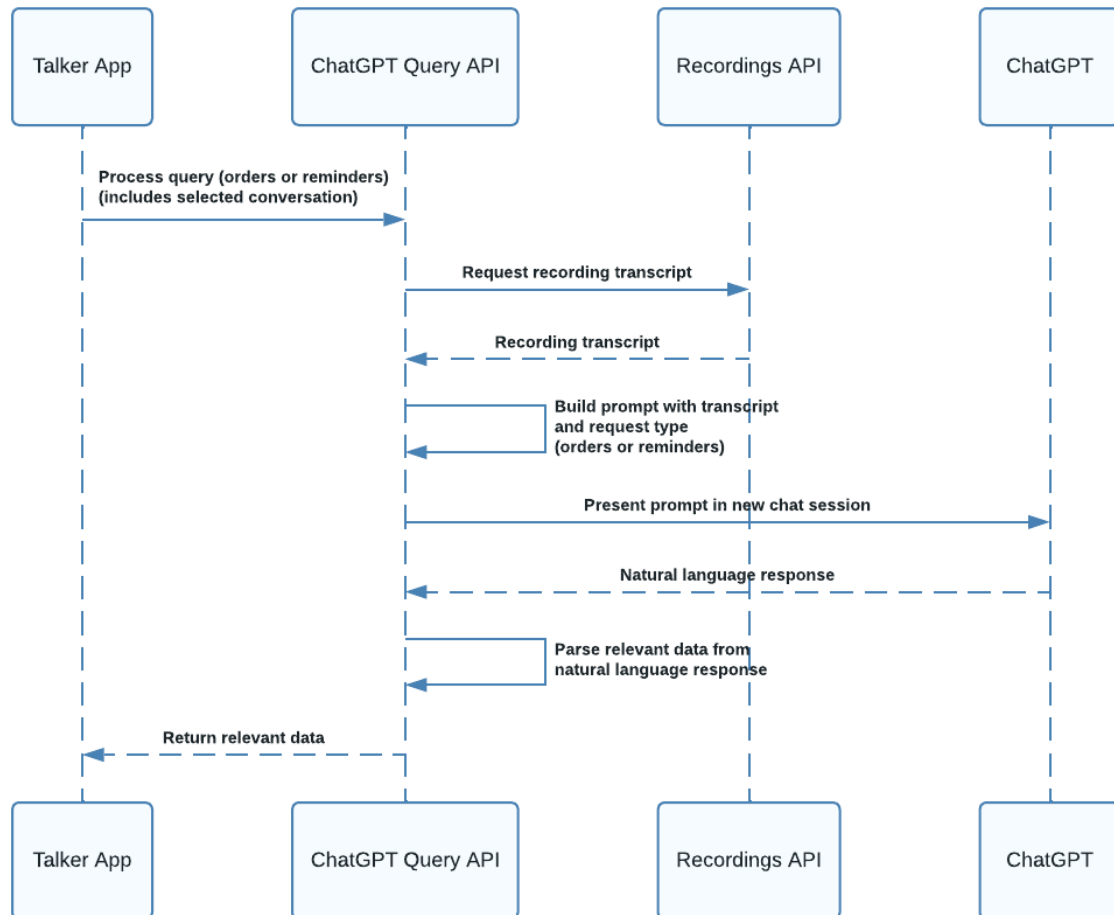 Talker App
ChatGPT Query API
Recordings API
ChatGPT
Process query (orders or reminders)
(includes selected conversation)
Request recording transcript
Recording transcript
Build prompt with transcript
and request type
(orders or reminders)
Present prompt in new chat session
Natural language response
Parse relevant data from
natural language response
Return relevant data
Talker App
ChatGPT Query API
Recordings API
ChatGPT